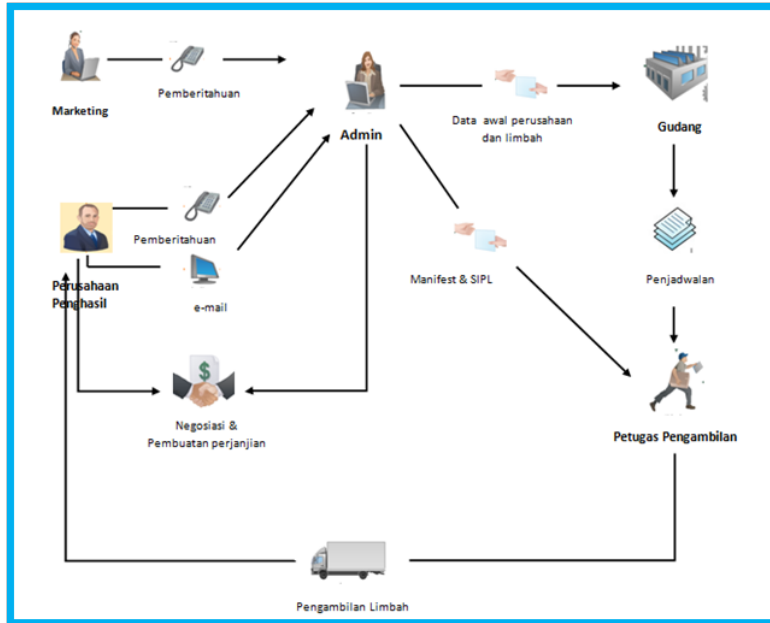 Pemberitahuan
Marketing
Admin
Data awal perusahaan
dan limbah
Gudang
Pemberitahuan
Perusahaan
Penghasil
e-mail
Manifest & SIPL
Penjadwalan
$
Negosiasi &
Pembuatan perjanjian
Petugas Pengambilan
Pengambilan Limbah